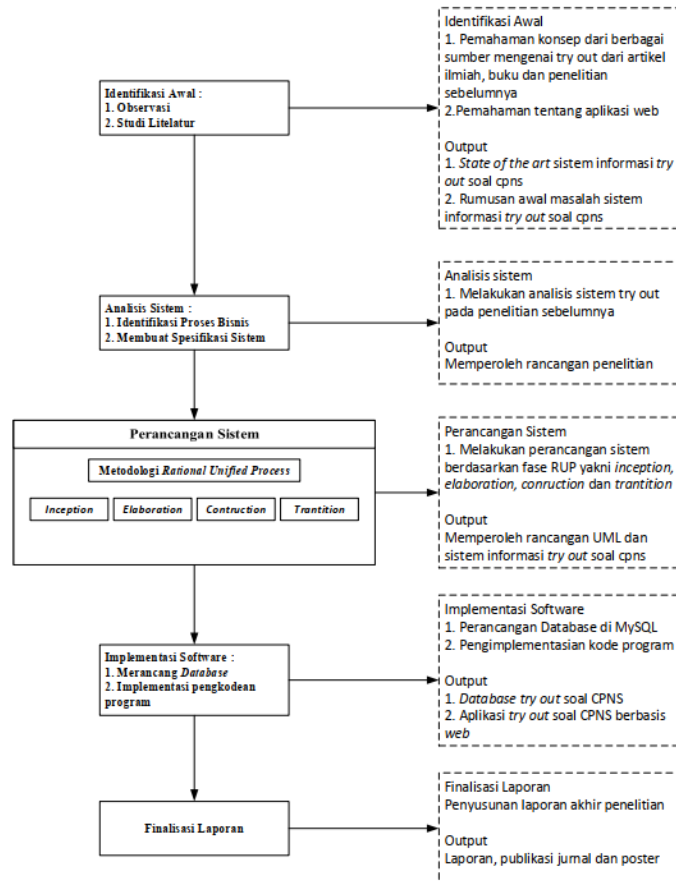 Identifikasi Awal :
1. Observasi
2. Studi Litelatur
Identifikasi Awal
1. Pemahaman konsep dari berbagai
sumber mengenai try out dari artikel
ilmiah, buku dan penelitian
sebelumnya
2.Pemahaman tentang aplikasi web
Output
1. State of the art sistem informasi try
out soal cpns
2. Rumusan awal masalah sistem
informasi try out soal cpns
Analisis Sistem :
1. Identifikasi Proses Bisnis
2. Membuat Spesifikasi Sistem
Analisis sistem
1. Melakukan analisis sistem try out
pada penelitian sebelumnya
Output
Memperoleh rancangan penelitian
Perancangan Sistem
Metodologi Rational Unified Process
Inception
Elaboration
Contruction
Trantition
Perancangan Sistem
1. Melakukan perancangan sistem
berdasarkan fase RUP yakni inception,
elaboration, conruction dan trantition
Output
Memperoleh rancangan UML dan
sistem informasi try out soal cpns
Implementasi Software :
1. Merancang Database
2. Implementasi pengkodean
program
Implementasi Software
1. Perancangan Database di MySQL
2. Pengimplementasian kode program
Output
1. Database try out soal CPNS
2. Aplikasi try out soal CPNS berbasis
web
Finalisasi Laporan
Finalisasi Laporan
Penyusunan laporan akhir penelitian
Output
Laporan, publikasi jurnal dan poster